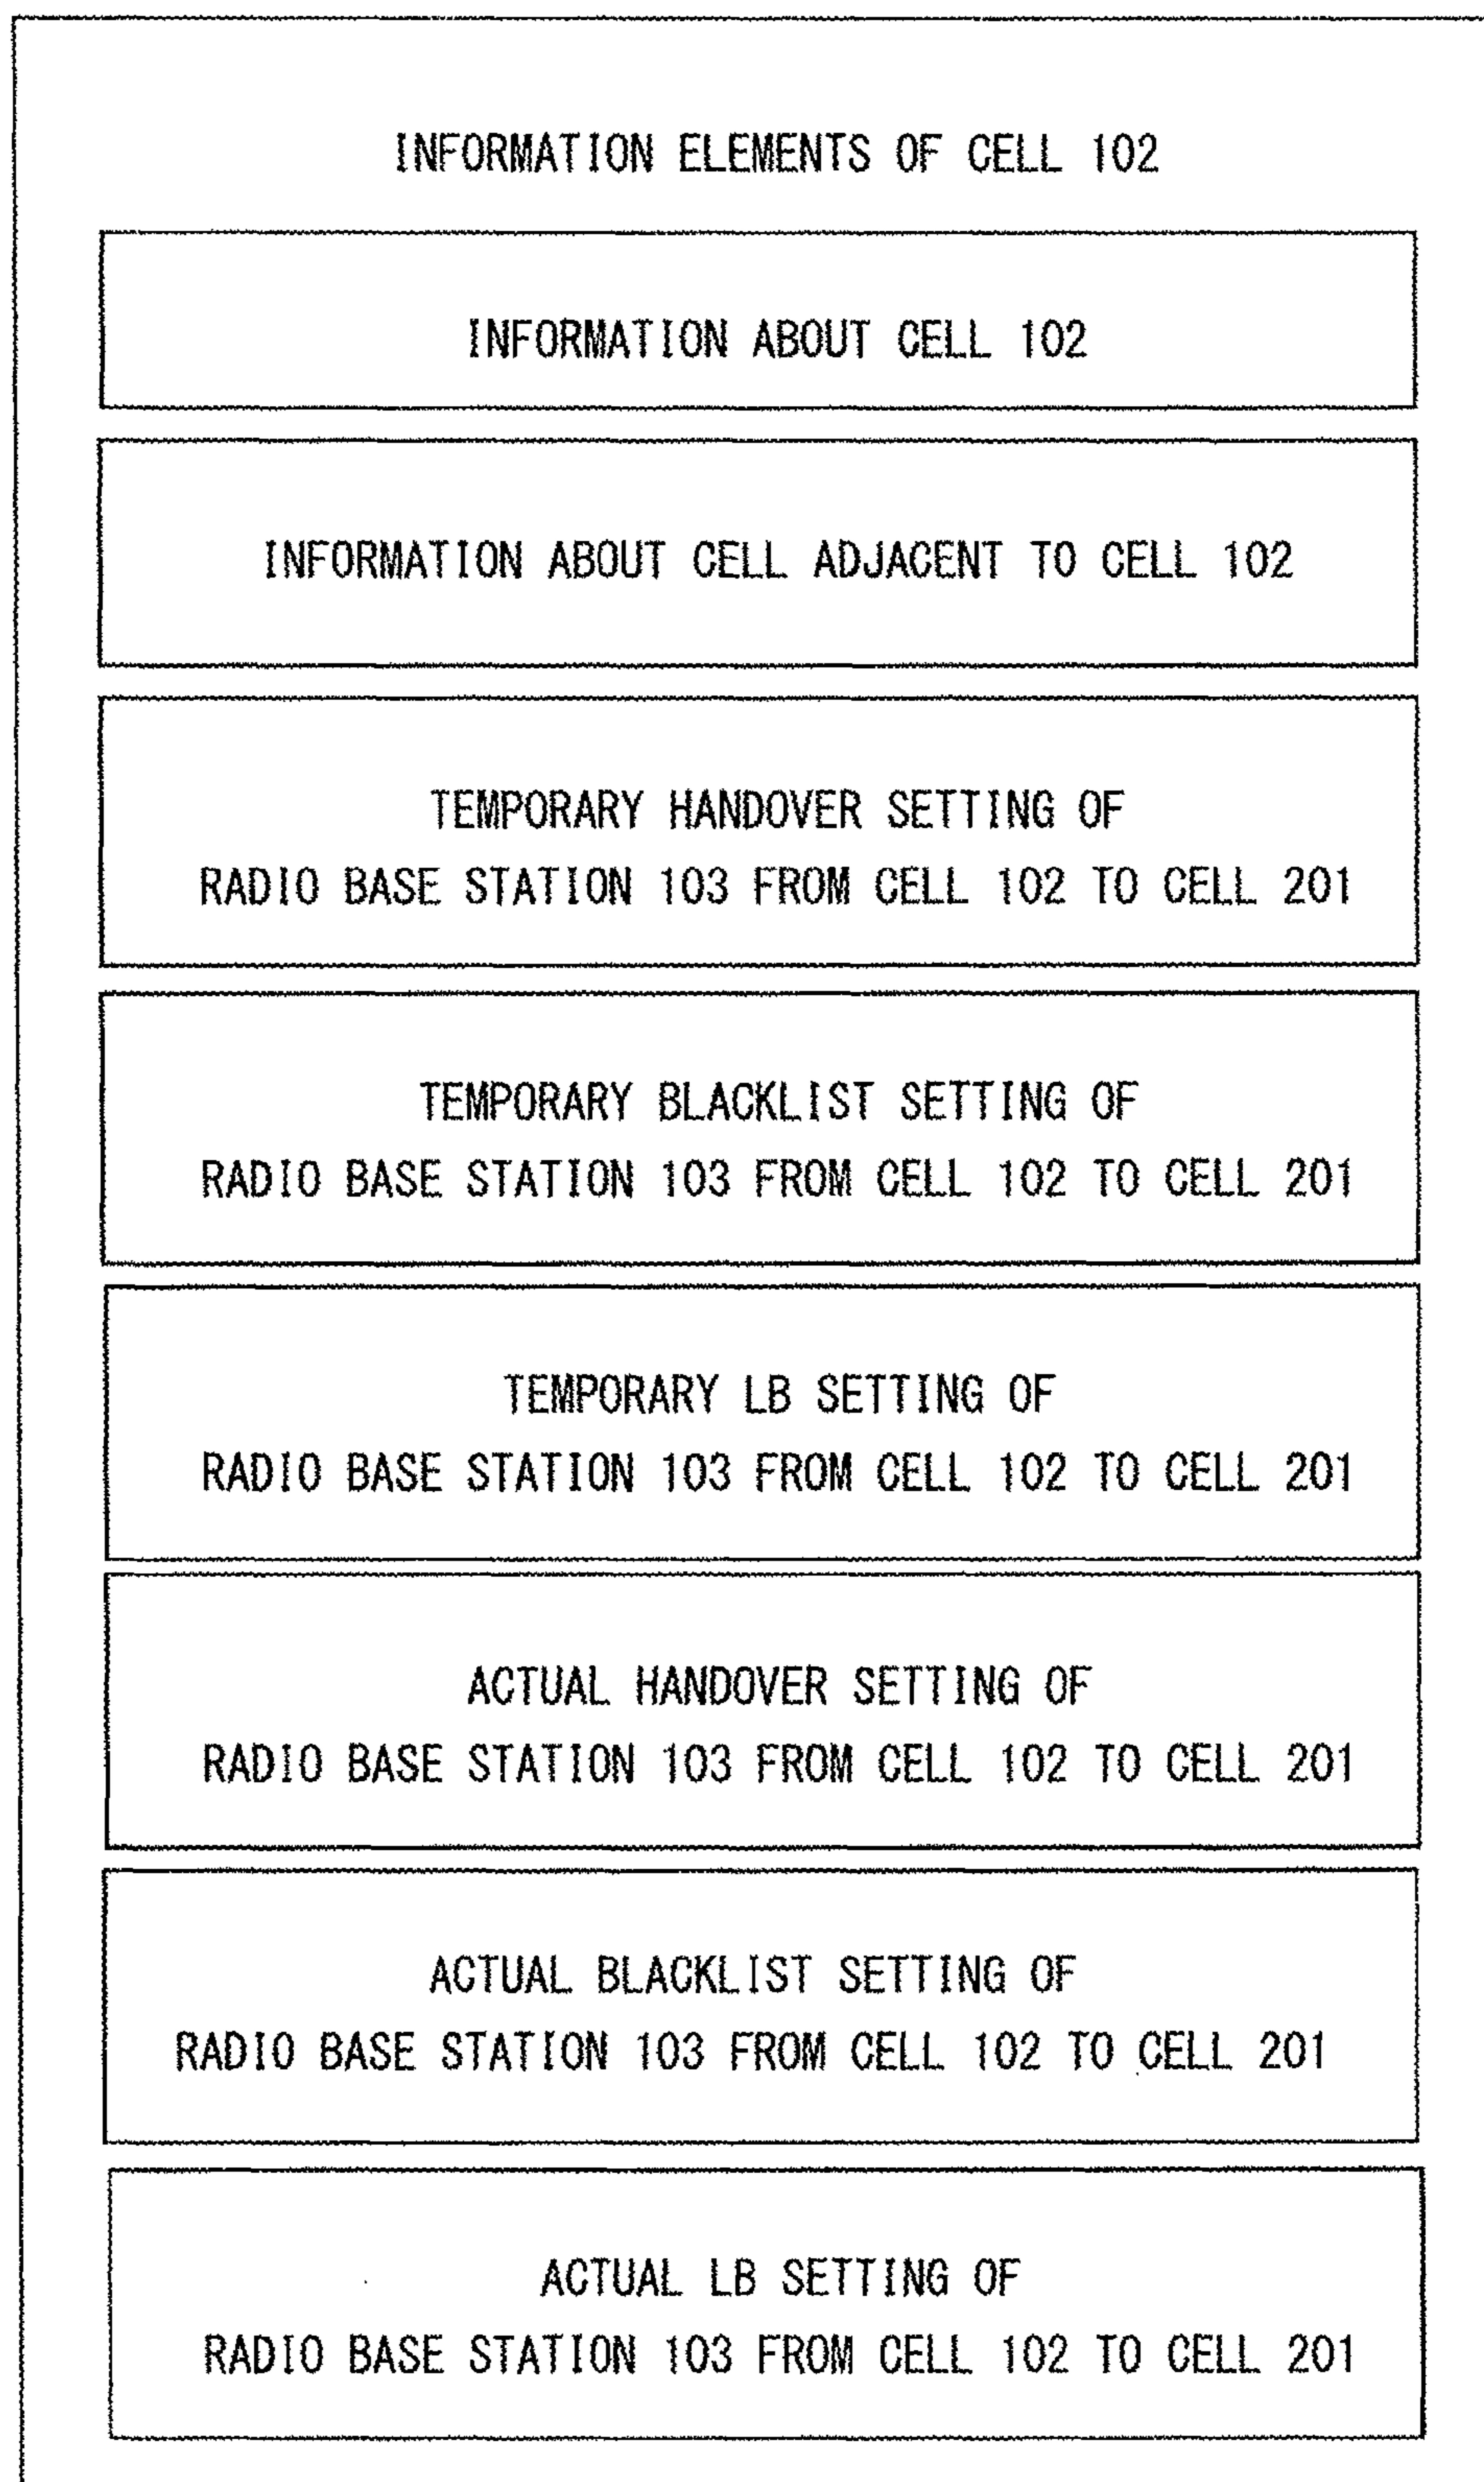 INFORMATION ELEMENTS OF CELL 102
INFORMATION ABOUT CELL 102
INFORMATION ABOUT CELL ADJACENT TO CELL 102
TEMPORARY HANDOVER SETTING OF
RADIO BASE STATION 103 FROM CELL 102 TO CELL 201
TEMPORARY BLACKLIST SETTING OF
RADIO BASE STATION 103 FROM CELL 102 TO CELL 201
TEMPORARY LB SETTING OF
RADIO BASE STATION 103 FROM CELL 102 TO CELL 201
ACTUAL HANDOVER SETTING OF
RADIO BASE STATION 103 FROM CELL 102 TO CELL 201
ACTUAL BLACKLIST SETTING OF
RADIO BASE STATION 103 FROM CELL 102 TO CELL 201
ACTUAL LB SETTING OF
RADIO BASE STATION 103 FROM CELL 102 TO CELL 201